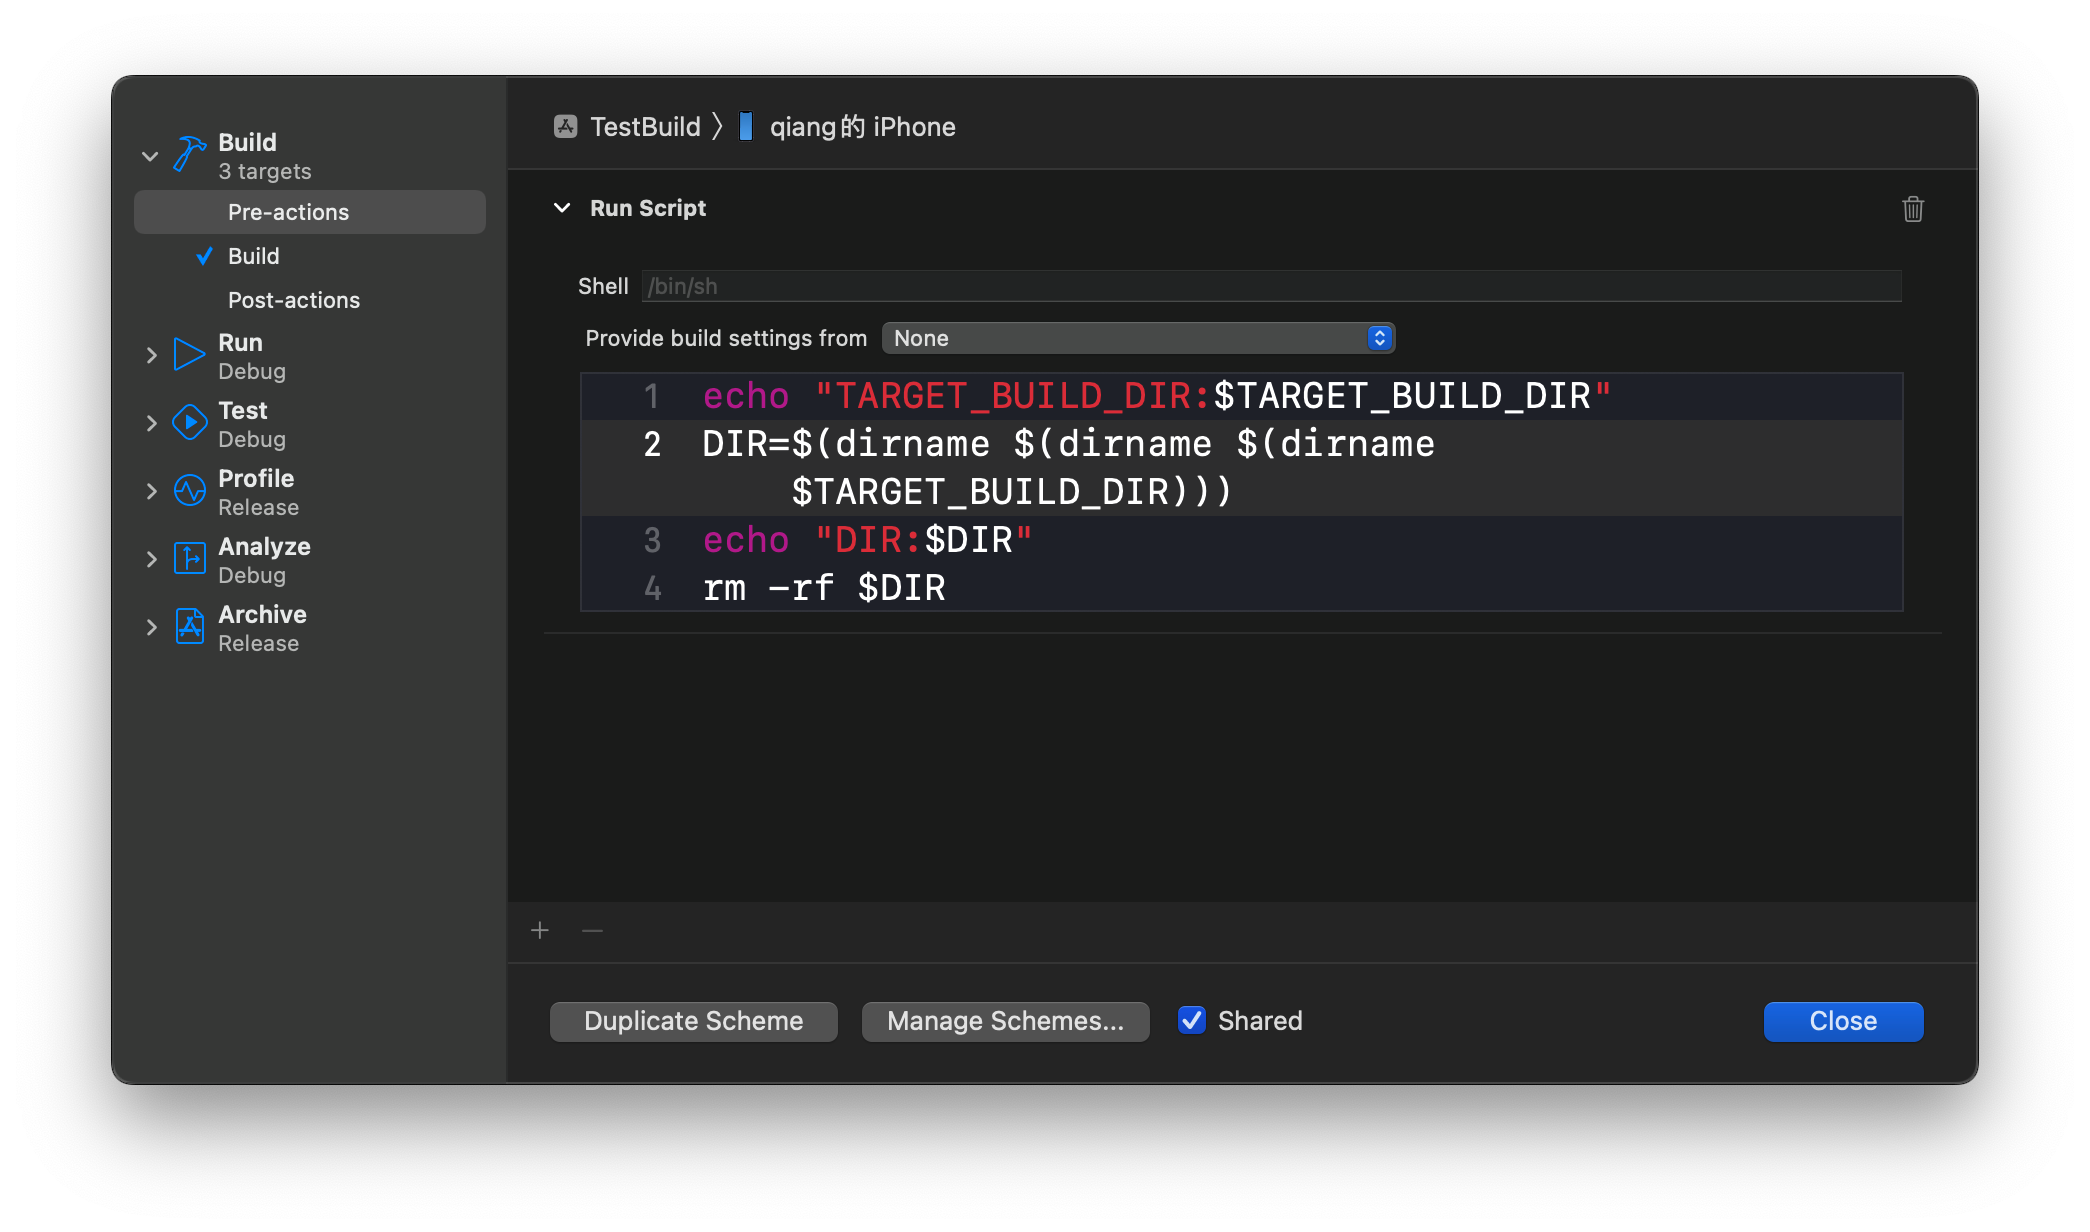 Build
3 targets
Pre-actions
Build
Post-actions
Run
Debug
Test
Debug
Profile
Release
Analyze
Debug
Archive
Release
TestBuild 〉 qiang的 iPhone
Run Script
Shell /bin/sh
Provide build settings from None
1 echo "TARGET_BUILD_DIR:$TARGET_BUILD_DIR"
2 DIR=$(dirname $(dirname $(dirname
$TARGET_BUILD_DIR)))
3 echo "DIR:$DIR"
4 rm -rf $DIR
Duplicate Scheme Manage Schemes... Shared Close